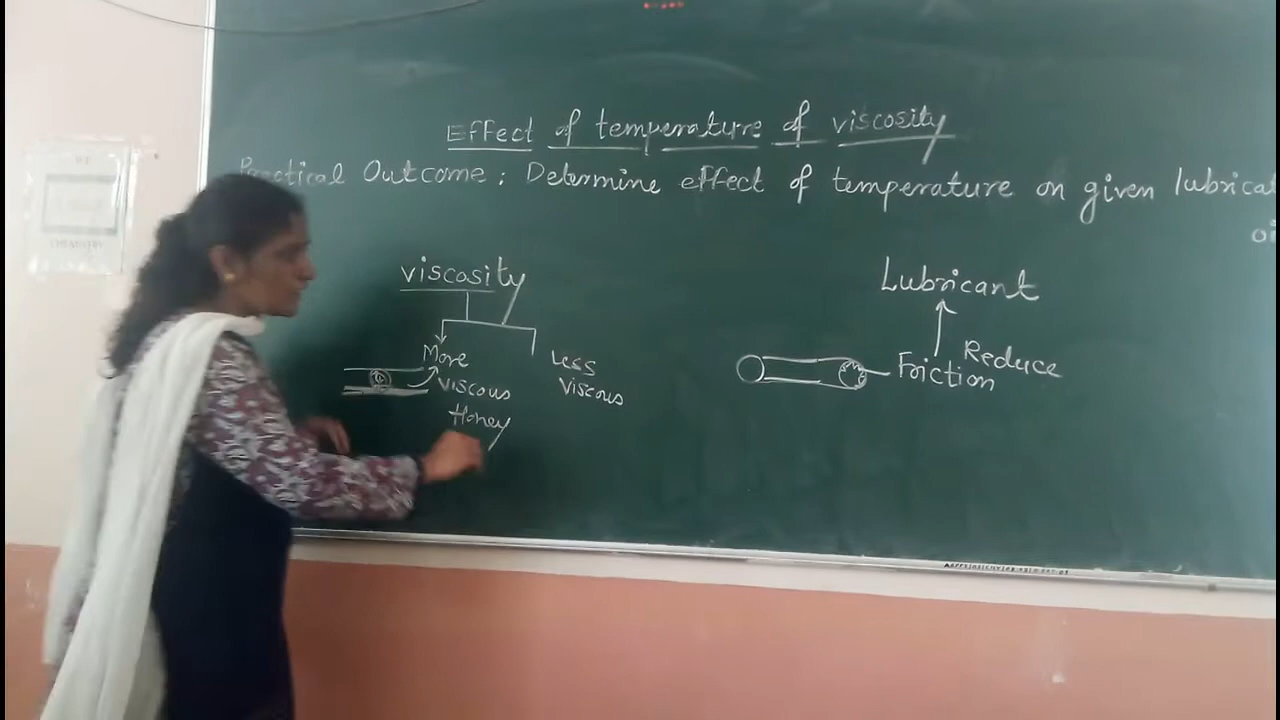 Effect of temperature of viscosity
Practical Outcome : Determine effect of temperature on given lubricat
oi
viscosity
More
viscous
Honey
Less
viscous
Lubricant
Reduce
Friction
CHEMISTRY